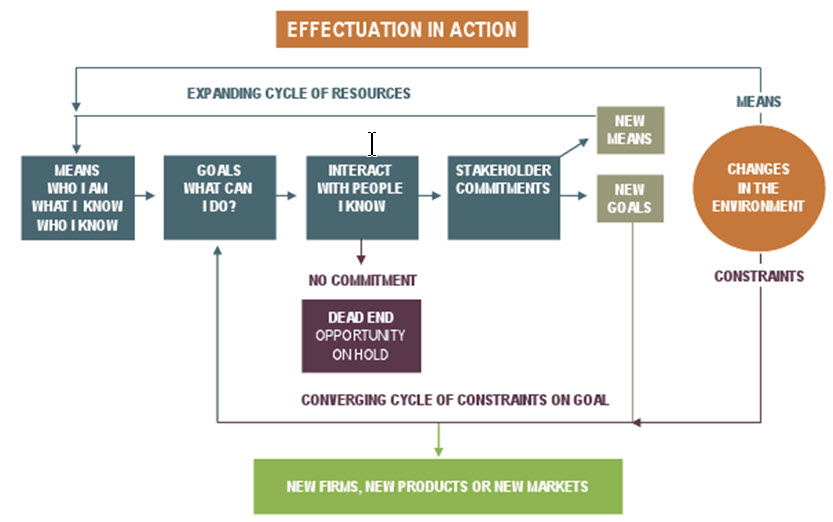 EFFECTUATION IN ACTION
EXPANDING CYCLE OF RESOURCES
MEANS
NEW
MEANS
MEANS
WHO I AM
WHAT I KNOW
WHO I KNOW
GOALS
WHAT CAN
I DO?
INTERACT
WITH PEOPLE
I KNOW
STAKEHOLDER
COMMITMENTS
NEW
GOALS
CHANGES
IN THE
ENVIRONMENT
CONSTRAINTS
NO COMMITMENT
DEAD END
OPPORTUNITY
ON HOLD
CONVERGING CYCLE OF CONSTRAINTS ON GOAL
NEW FIRMS, NEW PRODUCTS OR NEW MARKETS